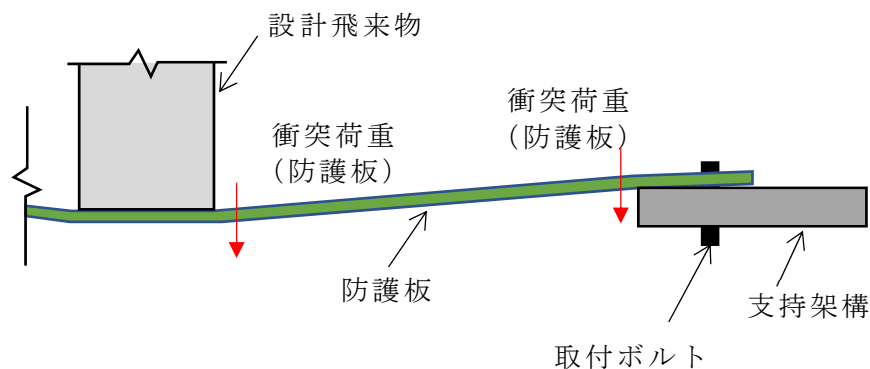 設計飛来物
衝突荷重
（防護板）
衝突荷重
（防護板）
防護板
支持架構
取付ボルト